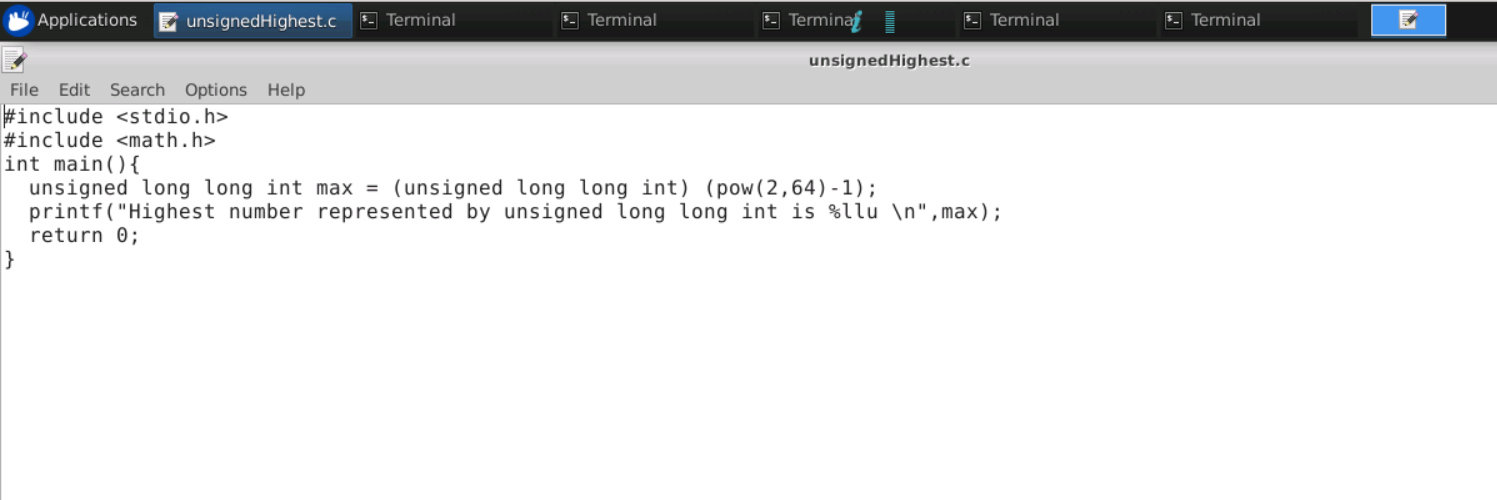 Applications unsignedHighest.c Terminal Terminal Terminal Terminal Terminal
unsignedHighest.c
File Edit Search Options Help
#include <stdio.h>
#include <math.h>
int main(){
  unsigned long long int max = (unsigned long long int) (pow(2,64)-1);
  printf("Highest number represented by unsigned long long int is %llu \n",max);
  return 0;
}